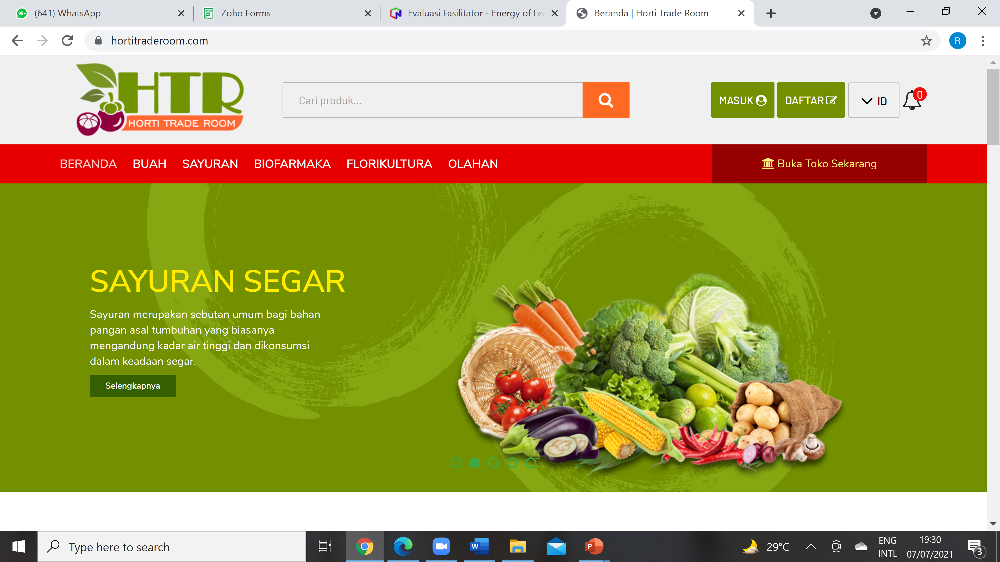 (641) WhatsApp
Zoho Forms
Evaluasi Fasilitator - Energy of Le
Beranda | Horti Trade Room
hortitraderoom.com
R
HTR
HORTI TRADE ROOM
Cari produk...
MASUK
DAFTAR
ID
0
BERANDA BUAH SAYURAN BIOFARMAKA FLORIKULTURA OLAHAN
Buka Toko Sekarang
SAYURAN SEGAR
Sayuran merupakan sebutan umum bagi bahan
pangan asal tumbuhan yang biasanya
mengandung kadar air tinggi dan dikonsumsi
dalam keadaan segar.
Selengkapnya
Type here to search
W
P
29°C
ENG
INTL
19:30
07/07/2021
3
99+